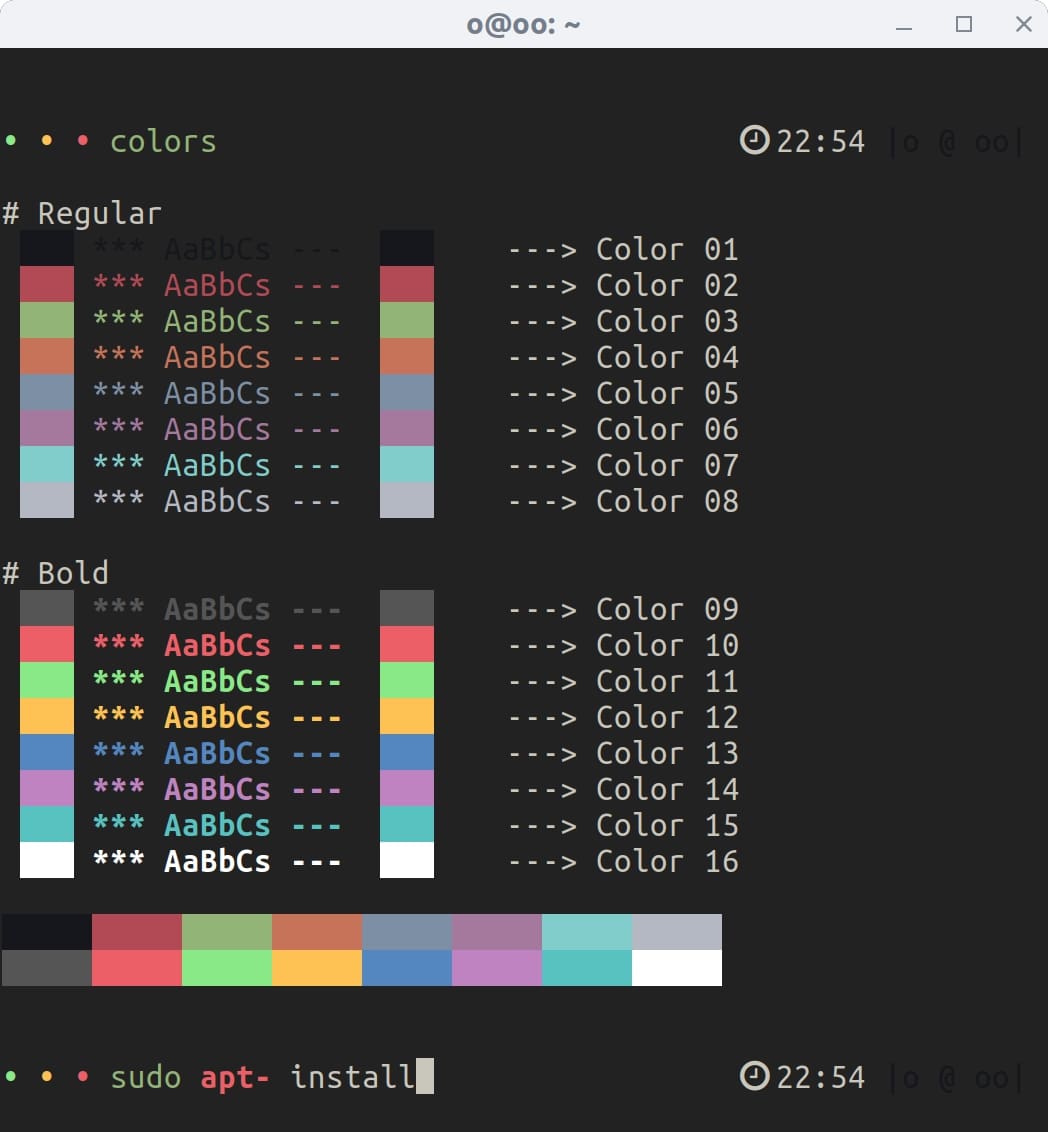 o@oo: ~
• • • colors 22:54 |o @ oo|
# Regular
*** AaBbCs --- ---> Color 01
*** AaBbCs --- ---> Color 02
*** AaBbCs --- ---> Color 03
*** AaBbCs --- ---> Color 04
*** AaBbCs --- ---> Color 05
*** AaBbCs --- ---> Color 06
*** AaBbCs --- ---> Color 07
*** AaBbCs --- ---> Color 08
# Bold
*** AaBbCs --- ---> Color 09
*** AaBbCs --- ---> Color 10
*** AaBbCs --- ---> Color 11
*** AaBbCs --- ---> Color 12
*** AaBbCs --- ---> Color 13
*** AaBbCs --- ---> Color 14
*** AaBbCs --- ---> Color 15
*** AaBbCs --- ---> Color 16
• • • sudo apt- install 22:54 |o @ oo|